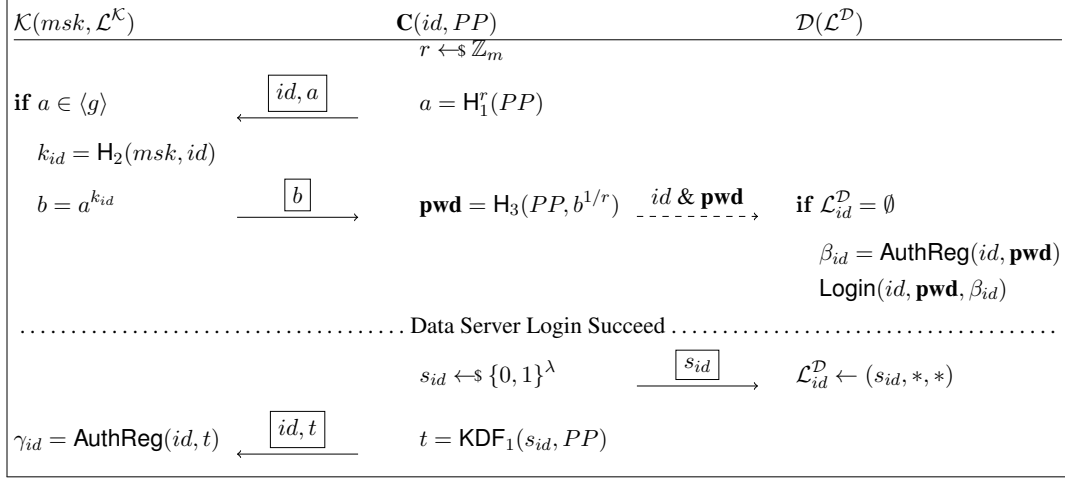 𝒦(msk, ℒ^𝒦) C(id, PP) 𝒟(ℒ^𝒟)
r ←$ ℤ_m
if a ∈ ⟨g⟩ id, a a = H_1^r(PP)
k_id = H_2(msk, id)
b = a^{k_id} b pwd = H_3(PP, b^{1/r}) id & pwd if ℒ_id^𝒟 = ∅
β_id = AuthReg(id, pwd)
Login(id, pwd, β_id)
Data Server Login Succeed
s_id ←$ {0, 1}^λ s_id ℒ_id^𝒟 ← (s_id, *, *)
γ_id = AuthReg(id, t) id, t t = KDF_1(s_id, PP)